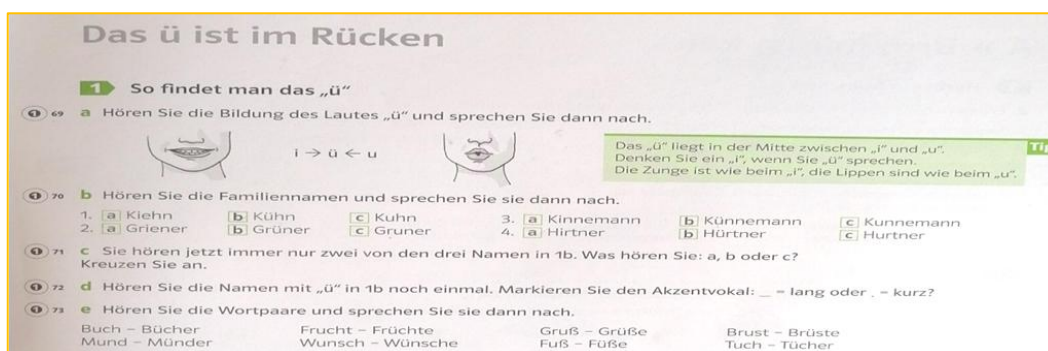 Das ü ist im Rücken
1 So findet man das „ü“
69 a Hören Sie die Bildung des Lautes „ü“ und sprechen Sie dann nach.
i → ü ← u
Das „ü“ liegt in der Mitte zwischen „i“ und „u“. Tip
Denken Sie ein „i“, wenn Sie „ü“ sprechen.
Die Zunge ist wie beim „i“, die Lippen sind wie beim „u“.
70 b Hören Sie die Familiennamen und sprechen Sie sie dann nach.
1. a Kiehn b Kühn c Kuhn 3. a Kinnemann b Künnemann c Kunnemann
2. a Griener b Grüner c Gruner 4. a Hirtner b Hürtner c Hurtner
71 c Sie hören jetzt immer nur zwei von den drei Namen in 1b. Was hören Sie: a, b oder c?
Kreuzen Sie an.
72 d Hören Sie die Namen mit „ü“ in 1b noch einmal. Markieren Sie den Akzentvokal: _ = lang oder . = kurz?
73 e Hören Sie die Wortpaare und sprechen Sie sie dann nach.
Buch – Bücher Frucht – Früchte Gruß – Grüße Brust – Brüste
Mund – Münder Wunsch – Wünsche Fuß – Füße Tuch – Tücher